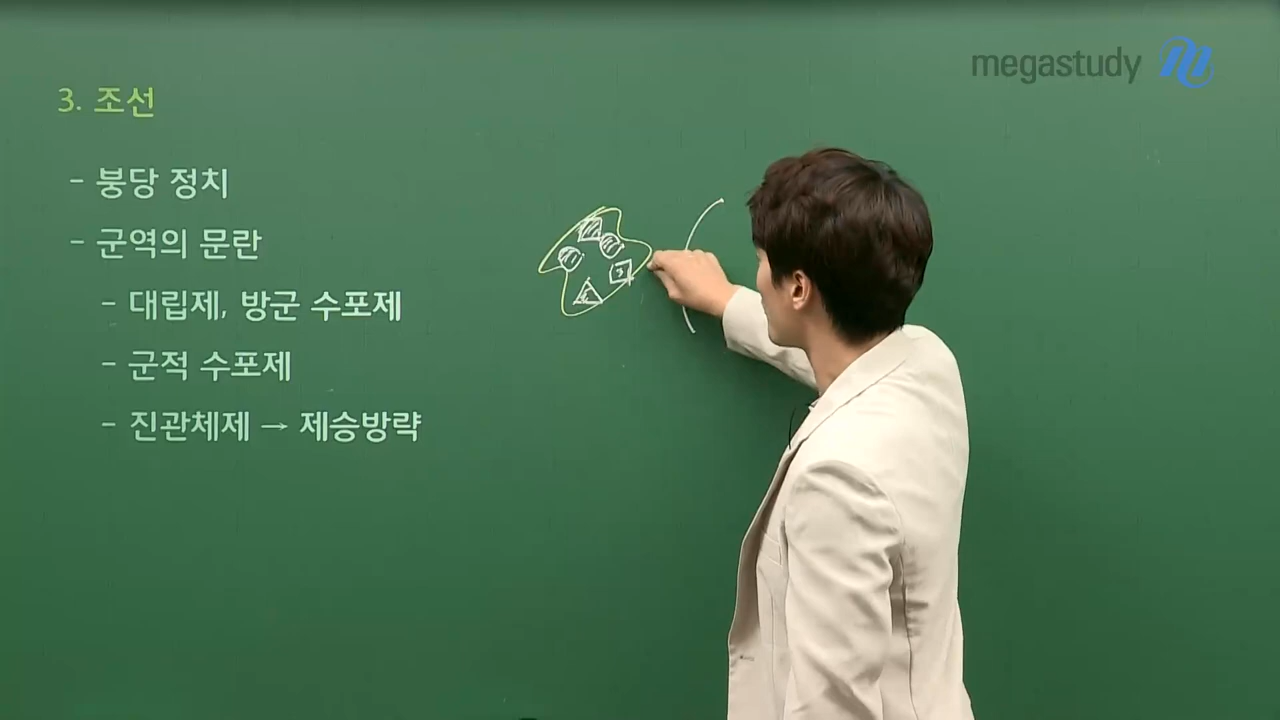 megastudy
3. 조선
- 붕당 정치
- 군역의 문란
- 대립제, 방군 수포제
- 군적 수포제
- 진관체제 → 제승방략